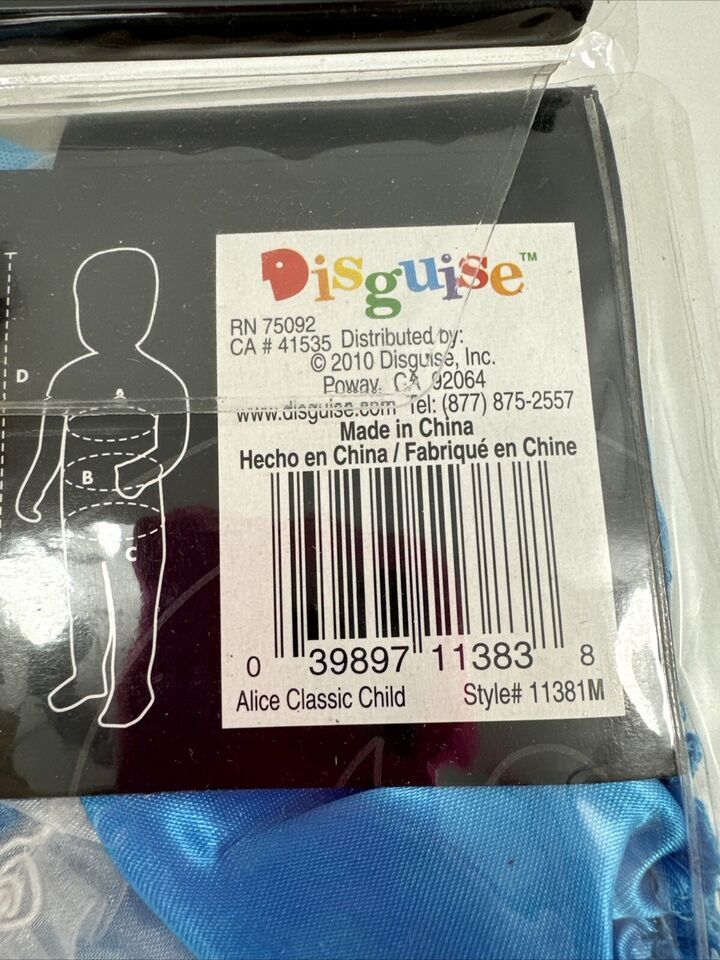 Disguise™
RN 75092
CA # 41535 Distributed by:
© 2010 Disguise, Inc.
Poway, CA 92064
www.disguise.com Tel: (877) 875-2557
Made in China
Hecho en China / Fabriqué en Chine
0 39897 11383 8
Alice Classic Child Style# 11381M
D
A
B
C